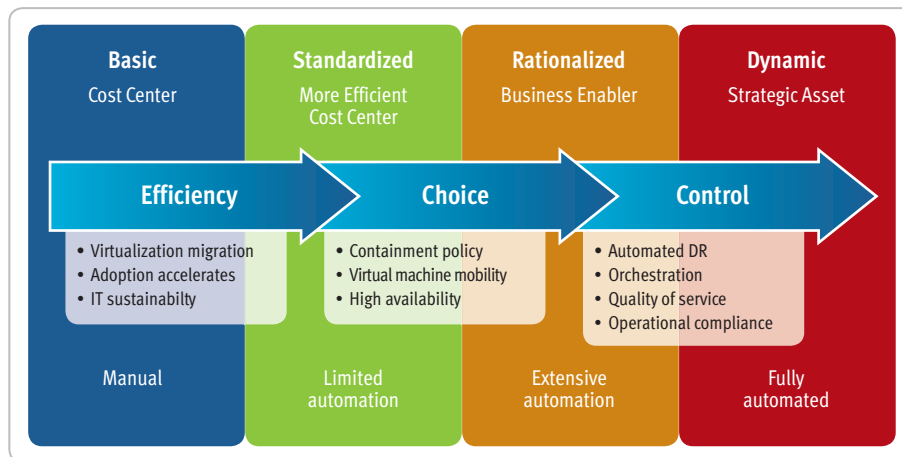 Basic
Cost Center
Standardized
More Efficient
Cost Center
Rationalized
Business Enabler
Dynamic
Strategic Asset
Efficiency
Choice
Control
• Virtualization migration
• Adoption accelerates
• IT sustainabilty
• Containment policy
• Virtual machine mobility
• High availability
• Automated DR
• Orchestration
• Quality of service
• Operational compliance
Manual
Limited
automation
Extensive
automation
Fully
automated